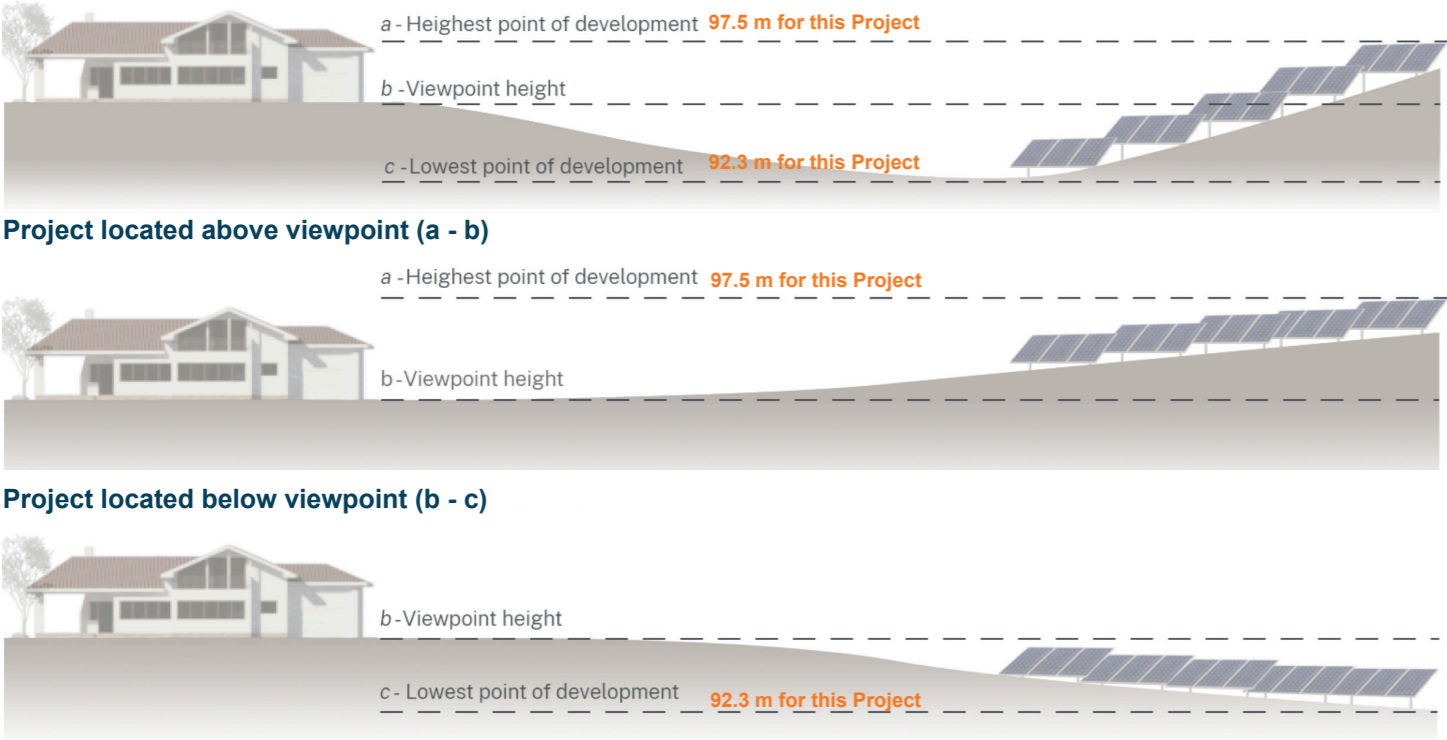 a - Heighest point of development 97.5 m for this Project
b - Viewpoint height
c - Lowest point of development 92.3 m for this Project
Project located above viewpoint (a - b)
a - Heighest point of development 97.5 m for this Project
b - Viewpoint height
Project located below viewpoint (b - c)
b - Viewpoint height
c - Lowest point of development 92.3 m for this Project